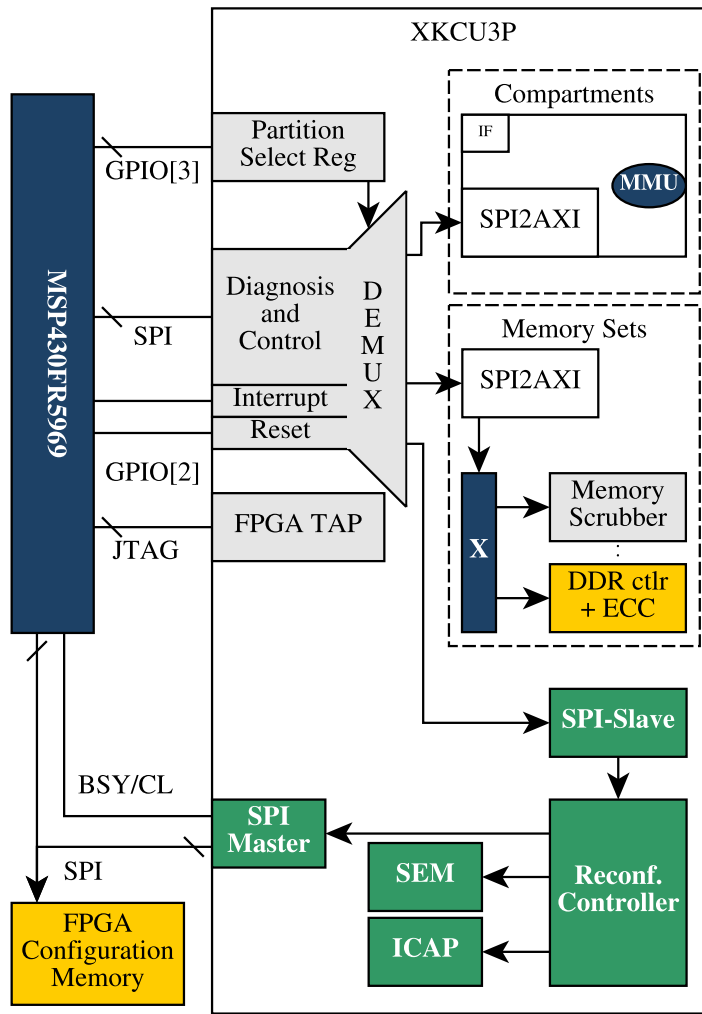 XKCU3P
MSP430FR5969
GPIO[3]
Partition
Select Reg
Compartments
IF
MMU
SPI2AXI
SPI
Diagnosis and
Control
DEMUX
Interrupt
Reset
GPIO[2]
FPGA TAP
JTAG
Memory Sets
SPI2AXI
X
Memory
Scrubber
...
DDR ctlr
+ ECC
SPI-Slave
BSY/CL
SPI
Master
SPI
SEM
ICAP
Reconf.
Controller
FPGA
Configuration
Memory